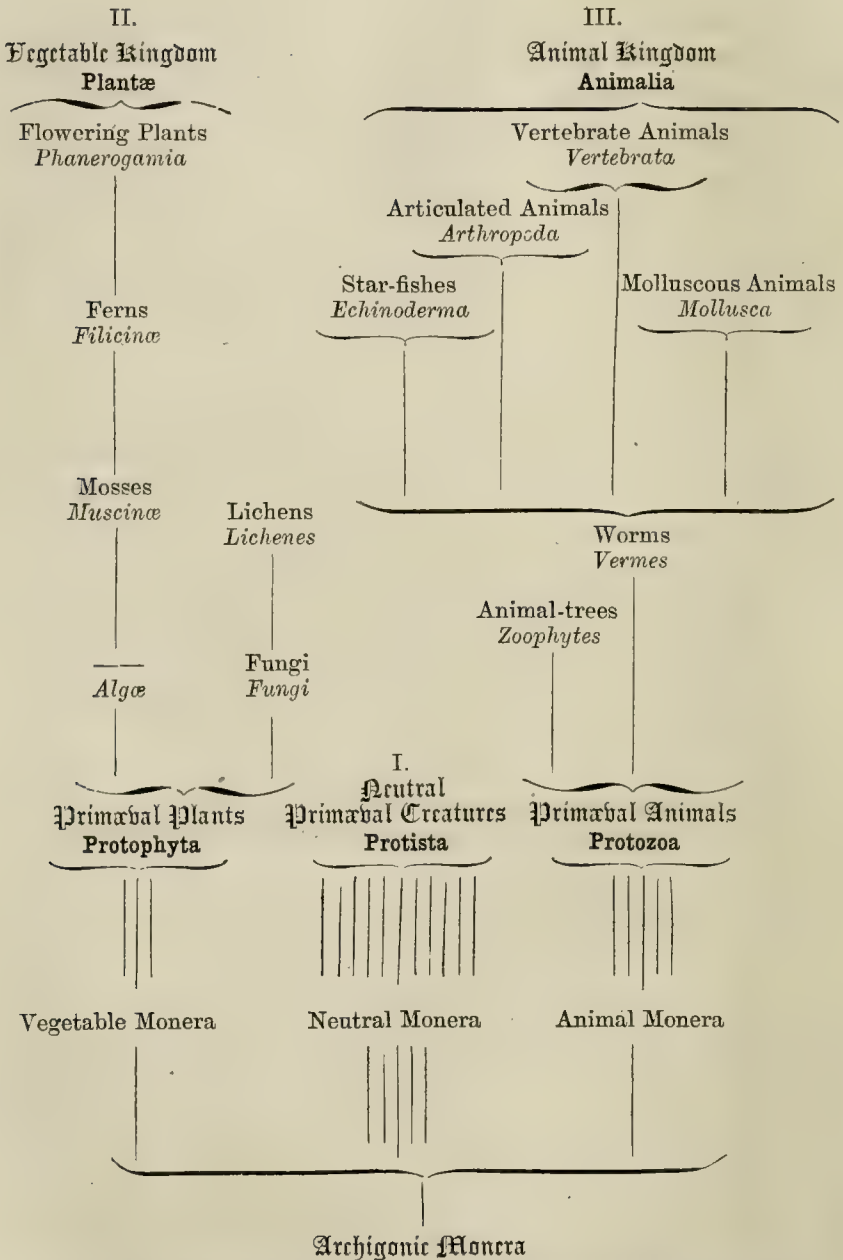 II.
Vegetable Kingdom
Plantæ
Flowering Plants
Phanerogamia
Ferns
Filicinæ
Mosses
Muscinæ
Lichens
Lichenes
Algæ
Fungi
Fungi
Primæval Plants
Protophyta
Vegetable Monera
III.
Animal Kingdom
Animalia
Vertebrate Animals
Vertebrata
Articulated Animals
Arthropoda
Star-fishes
Echinoderma
Molluscous Animals
Mollusca
Worms
Vermes
Animal-trees
Zoophytes
I.
Neutral
Primæval Creatures
Protista
Primæval Animals
Protozoa
Neutral Monera
Animal Monera
Archigonic Monera